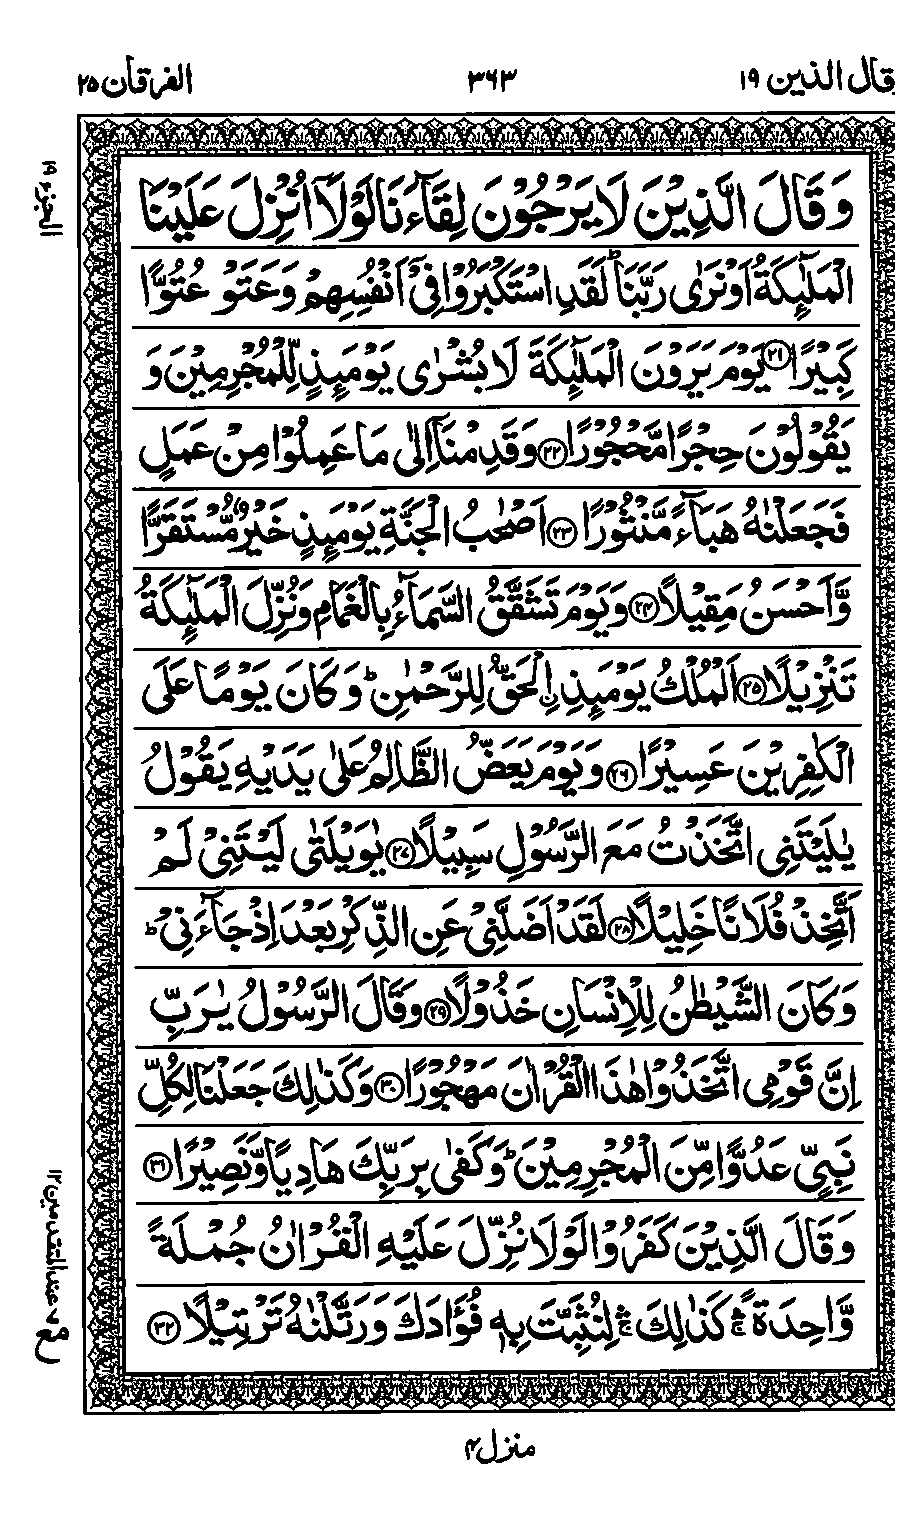 قال الذين ١٩
٣٦٣
الفرقان ٢٥
الجزء ١٩
وَقَالَ الَّذِيْنَ لَا يَرْجُوْنَ لِقَآءَنَا لَوْلَاۤ اُنْزِلَ عَلَيْنَا
الْمَلٰٓئِكَةُ اَوْ نَرٰى رَبَّنَا ؕ لَقَدِ اسْتَكْبَرُوْا فِيْۤ اَنْفُسِهِمْ وَعَتَوْ عُتُوًّا
كَبِيْرًا ﴿٢١﴾ يَوْمَ يَرَوْنَ الْمَلٰٓئِكَةَ لَا بُشْرٰى يَوْمَئِذٍ لِّلْمُجْرِمِيْنَ وَ
يَقُوْلُوْنَ حِجْرًا مَّحْجُوْرًا ﴿٢٢﴾ وَقَدِمْنَاۤ اِلٰى مَا عَمِلُوْا مِنْ عَمَلٍ
فَجَعَلْنٰهُ هَبَآءً مَّنْثُوْرًا ﴿٢٣﴾ اَصْحٰبُ الْجَنَّةِ يَوْمَئِذٍ خَيْرٌ مُّسْتَقَرًّا
وَّاَحْسَنُ مَقِيْلًا ﴿٢٤﴾ وَيَوْمَ تَشَقَّقُ السَّمَآءُ بِالْغَمَامِ وَنُزِّلَ الْمَلٰٓئِكَةُ
تَنْزِيْلًا ﴿٢٥﴾ اَلْمُلْكُ يَوْمَئِذِ ۟الْحَقُّ لِلرَّحْمٰنِ ؕ وَكَانَ يَوْمًا عَلَى
الْكٰفِرِيْنَ عَسِيْرًا ﴿٢٦﴾ وَيَوْمَ يَعَضُّ الظَّالِمُ عَلٰى يَدَيْهِ يَقُوْلُ
يٰلَيْتَنِى اتَّخَذْتُ مَعَ الرَّسُوْلِ سَبِيْلًا ﴿٢٧﴾ يٰوَيْلَتٰى لَيْتَنِيْ لَمْ
اَتَّخِذْ فُلَانًا خَلِيْلًا ﴿٢٨﴾ لَقَدْ اَضَلَّنِيْ عَنِ الذِّكْرِ بَعْدَ اِذْ جَآءَنِيْ ؕ
وَكَانَ الشَّيْطٰنُ لِلْاِنْسَانِ خَذُوْلًا ﴿٢٩﴾ وَقَالَ الرَّسُوْلُ يٰرَبِّ
اِنَّ قَوْمِى اتَّخَذُوْا هٰذَا الْقُرْاٰنَ مَهْجُوْرًا ﴿٣٠﴾ وَكَذٰلِكَ جَعَلْنَا لِكُلِّ
نَبِيٍّ عَدُوًّا مِّنَ الْمُجْرِمِيْنَ ؕ وَكَفٰى بِرَبِّكَ هَادِيًا وَّنَصِيْرًا ﴿٣١﴾
وَقَالَ الَّذِيْنَ كَفَرُوْا لَوْلَا نُزِّلَ عَلَيْهِ الْقُرْاٰنُ جُمْلَةً
وَّاحِدَةً ۛۚ كَذٰلِكَ ۛۚ لِنُثَبِّتَ بِهٖ فُؤَادَكَ وَرَتَّلْنٰهُ تَرْتِيْلًا ﴿٣٢﴾
مع ٧ عند المتقدمين ١٢
منزل ٤